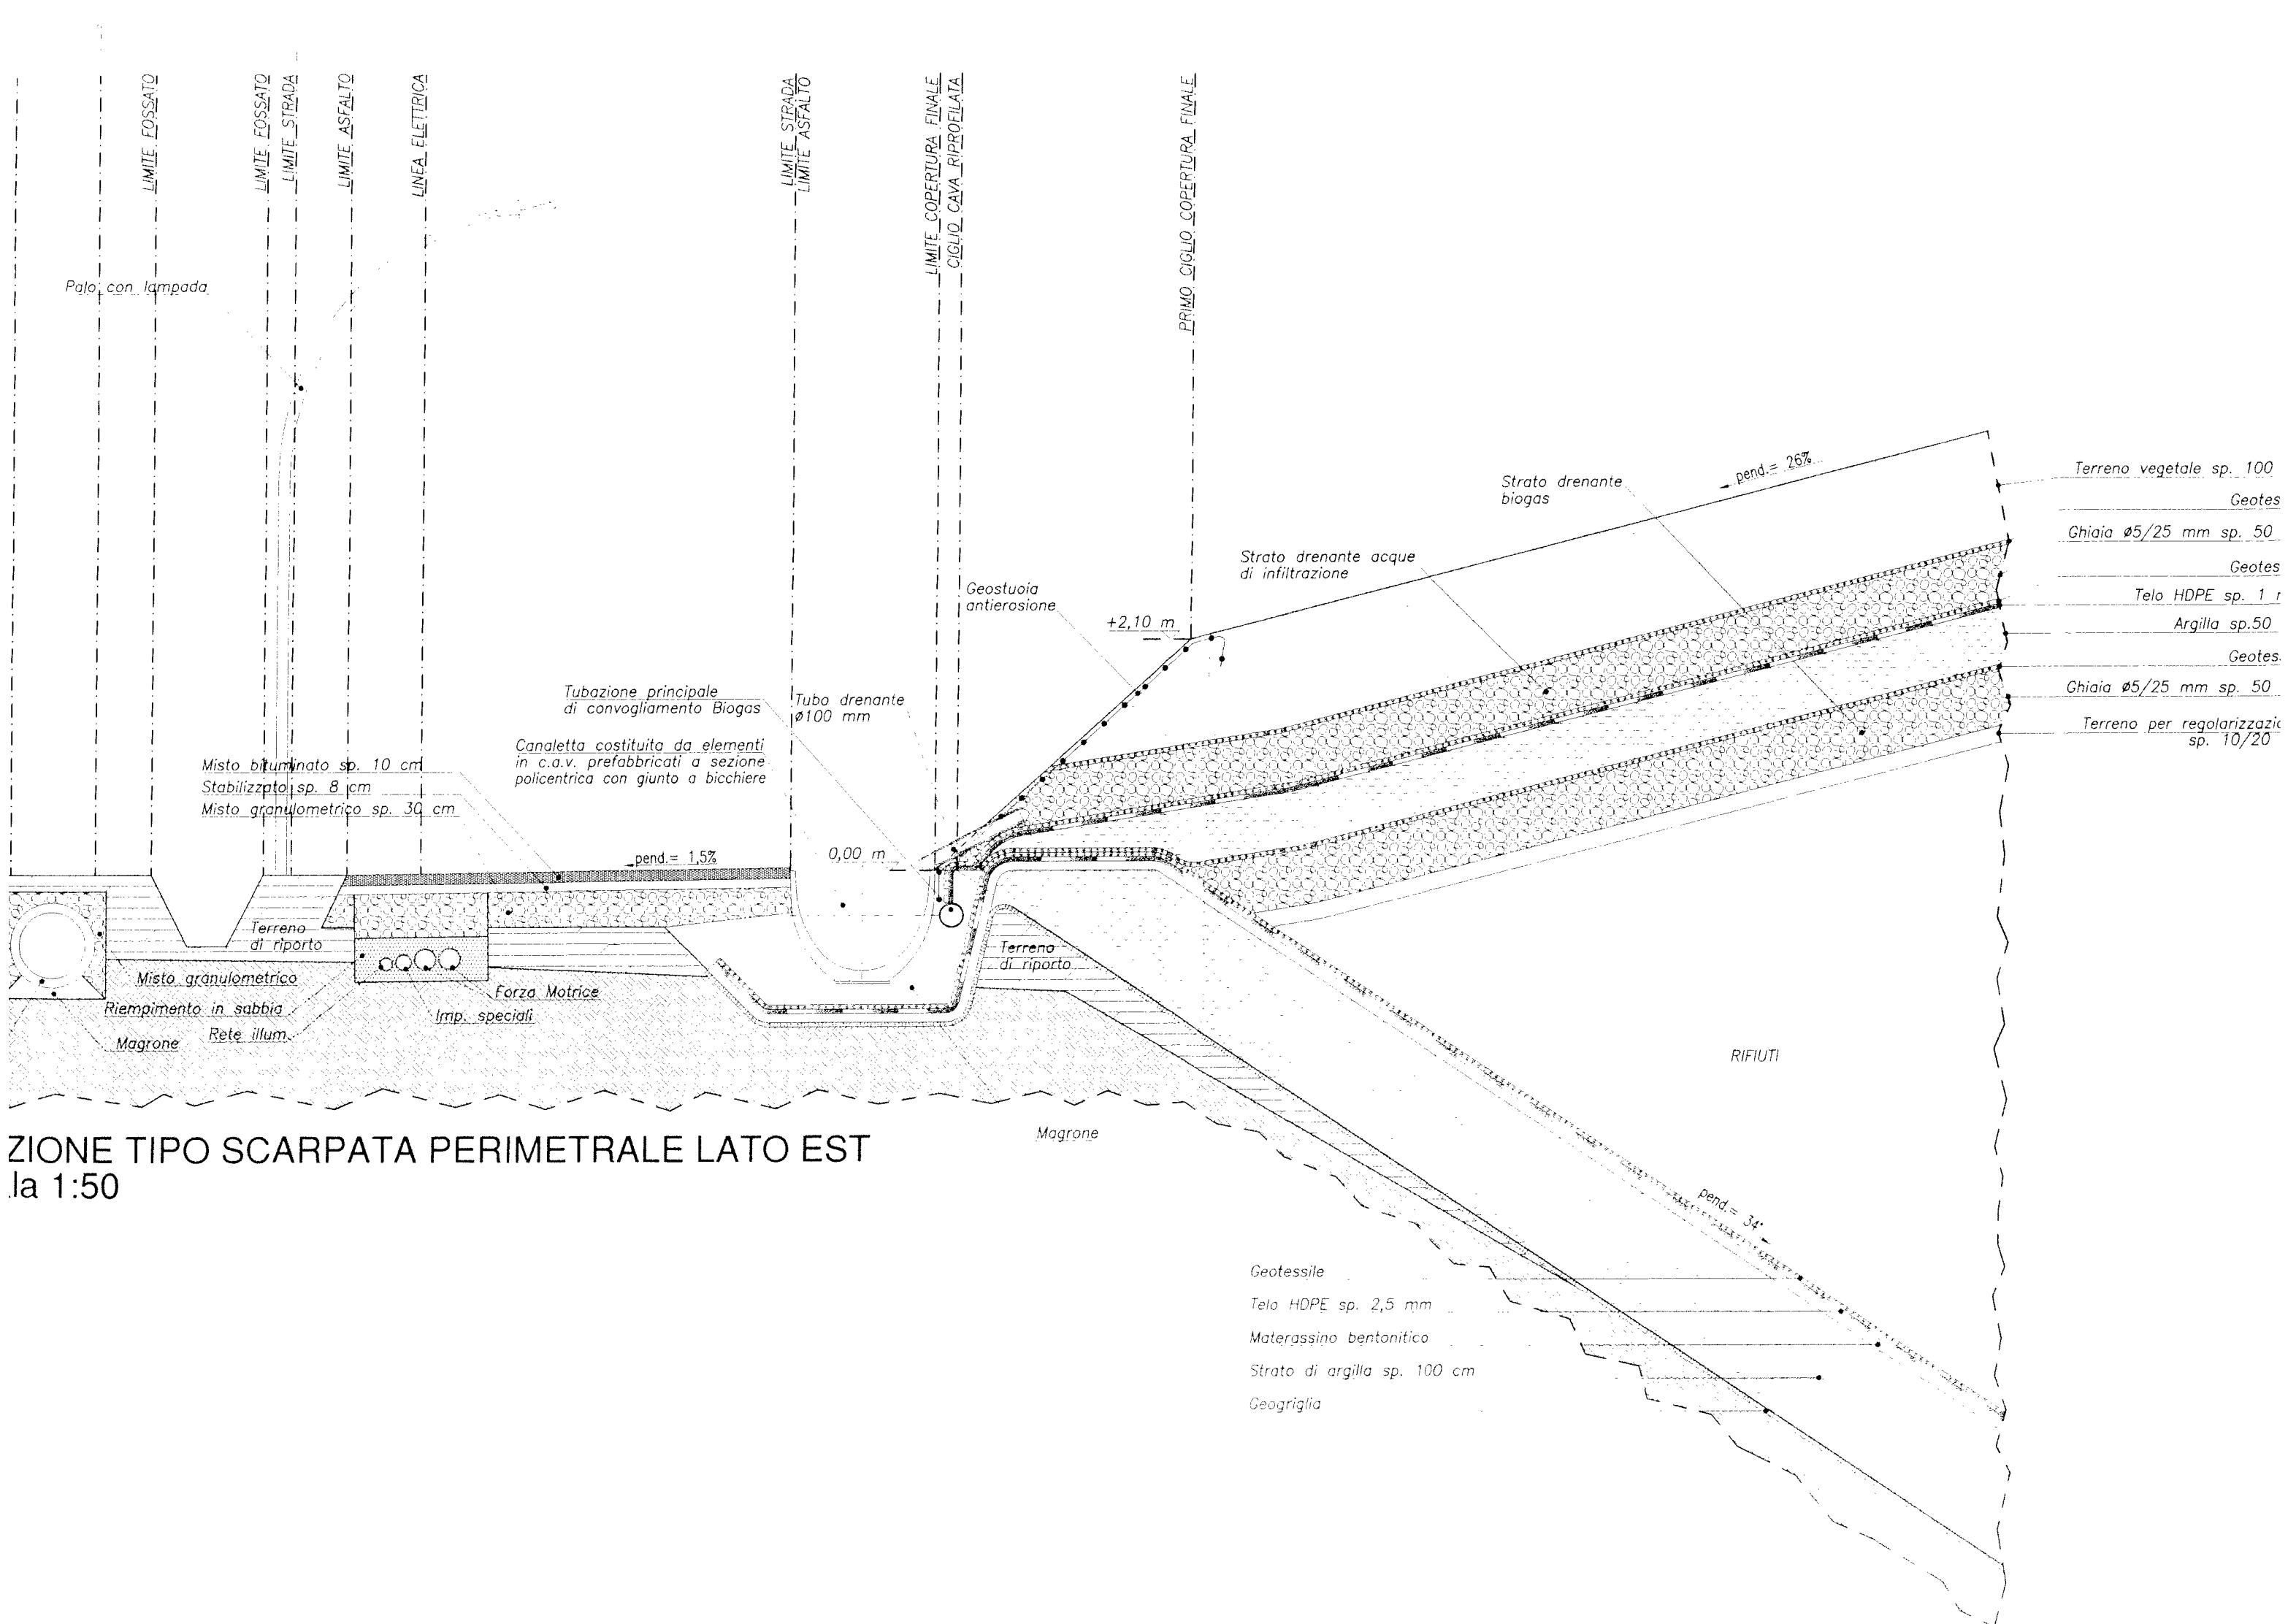 LIMITE FOSSATO
LIMITE FOSSATO
LIMITE STRADA
LIMITE ASFALTO
LINEA ELETTRICA
LIMITE STRADA
LIMITE ASFALTO
LIMITE COPERTURA FINALE
CIGLIO CAVA RIPROFILATA
PRIMO CIGLIO COPERTURA FINALE
Palo con lampada
pend.= 26%
Strato drenante
biogas
Strato drenante acque
di infiltrazione
Geostuoia
antierosione
+2,10 m
Terreno vegetale sp. 100
Geotes
Ghiaia ø5/25 mm sp. 50
Geotes
Telo HDPE sp. 1
Argilla sp.50
Geotes
Ghiaia ø5/25 mm sp. 50
Terreno per regolarizzazio
sp. 10/20
Tubazione principale
di convogliamento Biogas
Tubo drenante
ø100 mm
Canaletta costituita da elementi
in c.a.v. prefabbricati a sezione
policentrica con giunto a bicchiere
Misto bituminato sp. 10 cm
Stabilizzato sp. 8 cm
Misto granulometrico sp. 30 cm
pend.= 1,5%
0,00 m
Terreno
di riporto
Terreno
di riporto
Misto granulometrico
Riempimento in sabbia
Magrone
Rete illum.
Forza Motrice
Imp. speciali
RIFIUTI
Magrone
ZIONE TIPO SCARPATA PERIMETRALE LATO EST
la 1:50
pend.= 34°
Geotessile
Telo HDPE sp. 2,5 mm
Materassino bentonitico
Strato di argilla sp. 100 cm
Geogriglia